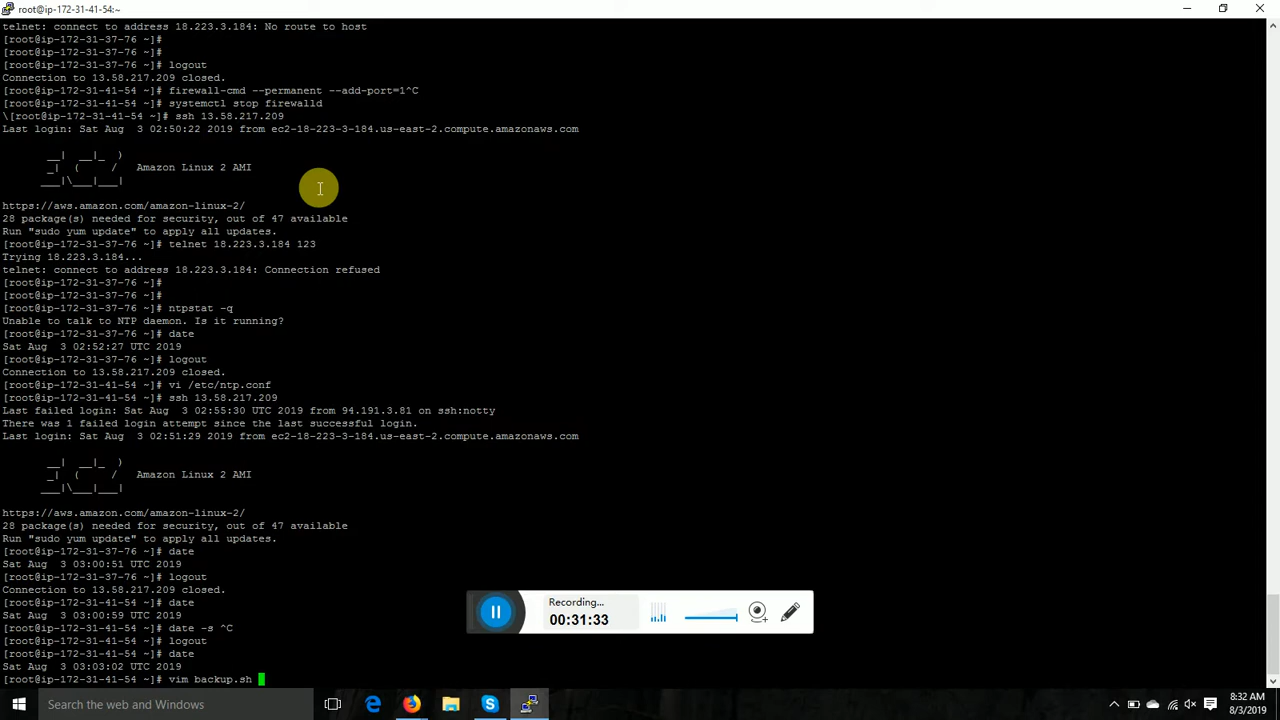 root@ip-172-31-41-54:~
telnet: connect to address 18.223.3.184: No route to host
[root@ip-172-31-37-76 ~]#
[root@ip-172-31-37-76 ~]#
[root@ip-172-31-37-76 ~]# logout
Connection to 13.58.217.209 closed.
[root@ip-172-31-41-54 ~]# firewall-cmd --permanent --add-port=1^C
[root@ip-172-31-41-54 ~]# systemctl stop firewalld
\[root@ip-172-31-41-54 ~]# ssh 13.58.217.209
Last login: Sat Aug  3 02:50:22 2019 from ec2-18-223-3-184.us-east-2.compute.amazonaws.com
__|  __|_  )
_|  (     /   Amazon Linux 2 AMI
___|\___|___|
https://aws.amazon.com/amazon-linux-2/
28 package(s) needed for security, out of 47 available
Run "sudo yum update" to apply all updates.
[root@ip-172-31-37-76 ~]# telnet 18.223.3.184 123
Trying 18.223.3.184...
telnet: connect to address 18.223.3.184: Connection refused
[root@ip-172-31-37-76 ~]#
[root@ip-172-31-37-76 ~]#
[root@ip-172-31-37-76 ~]# ntpstat -q
Unable to talk to NTP daemon. Is it running?
[root@ip-172-31-37-76 ~]# date
Sat Aug  3 02:52:27 UTC 2019
[root@ip-172-31-37-76 ~]# logout
Connection to 13.58.217.209 closed.
[root@ip-172-31-41-54 ~]# vi /etc/ntp.conf
[root@ip-172-31-41-54 ~]# ssh 13.58.217.209
Last failed login: Sat Aug  3 02:55:30 UTC 2019 from 94.191.3.81 on ssh:notty
There was 1 failed login attempt since the last successful login.
Last login: Sat Aug  3 02:51:29 2019 from ec2-18-223-3-184.us-east-2.compute.amazonaws.com
__|  __|_  )
_|  (     /   Amazon Linux 2 AMI
___|\___|___|
https://aws.amazon.com/amazon-linux-2/
28 package(s) needed for security, out of 47 available
Run "sudo yum update" to apply all updates.
[root@ip-172-31-37-76 ~]# date
Sat Aug  3 03:00:51 UTC 2019
[root@ip-172-31-37-76 ~]# logout
Connection to 13.58.217.209 closed.
[root@ip-172-31-41-54 ~]# date
Sat Aug  3 03:00:59 UTC 2019
[root@ip-172-31-41-54 ~]# date -s ^C
[root@ip-172-31-41-54 ~]# logout
[root@ip-172-31-41-54 ~]# date
Sat Aug  3 03:03:02 UTC 2019
[root@ip-172-31-41-54 ~]# vim backup.sh
Recording...
00:31:33
Search the web and Windows
8:32 AM
8/3/2019